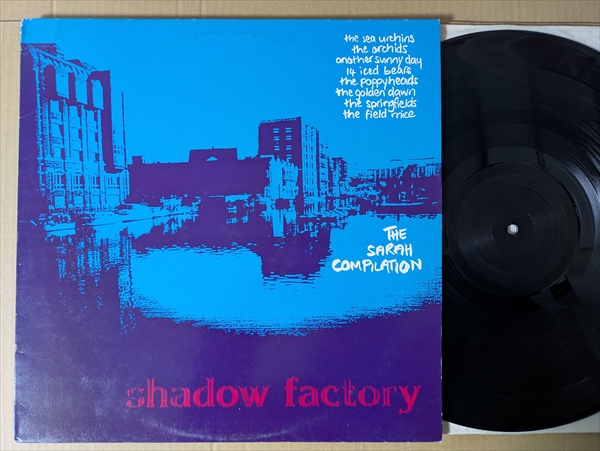 the sea urchins
the orchids
another sunny day
14 iced bears
the poppyheads
the golden dawn
the springfields
the field mice
THE
SARAH
COMPILATION
shadow factory